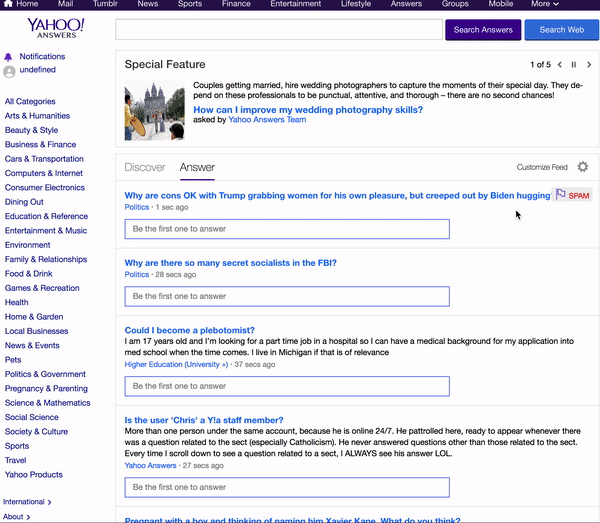 Home Mail Tumblr News Sports Finance Entertainment Lifestyle Answers Groups Mobile More
YAHOO!
ANSWERS
Search Answers
Search Web
Notifications
undefined
All Categories
Arts & Humanities
Beauty & Style
Business & Finance
Cars & Transportation
Computers & Internet
Consumer Electronics
Dining Out
Education & Reference
Entertainment & Music
Environment
Family & Relationships
Food & Drink
Games & Recreation
Health
Home & Garden
Local Businesses
News & Events
Pets
Politics & Government
Pregnancy & Parenting
Science & Mathematics
Social Science
Society & Culture
Sports
Travel
Yahoo Products
International
About
Special Feature
1 of 5
Couples getting married, hire wedding photographers to capture the moments of their special day. They de-
pend on these professionals to be punctual, attentive, and thorough – there are no second chances!
How can I improve my wedding photography skills?
asked by Yahoo Answers Team
Discover Answer
Customize Feed
Why are cons OK with Trump grabbing women for his own pleasure, but creeped out by Biden hugging
SPAM
Politics · 1 sec ago
Be the first one to answer
Why are there so many secret socialists in the FBI?
Politics · 28 secs ago
Be the first one to answer
Could I become a plebotomist?
I am 17 years old and I'm looking for a part time job in a hospital so I can have a medical background for my application into
med school when the time comes. I live in Michigan if that is of relevance
Higher Education (University +) · 37 secs ago
Be the first one to answer
Is the user 'Chris' a Y!a staff member?
More than one person under the same account, because he is online 24/7. He pattrolled here, ready to appear whenever there
was a question related to the sect (especially Catholicism). He never answered questions other than those related to the sect.
Every time I scroll down to see a question related to a sect, I ALWAYS see his answer LOL.
Yahoo Answers · 27 secs ago
Be the first one to answer
Pregnant with a boy and thinking of naming him Xavier Kane. What do you think?